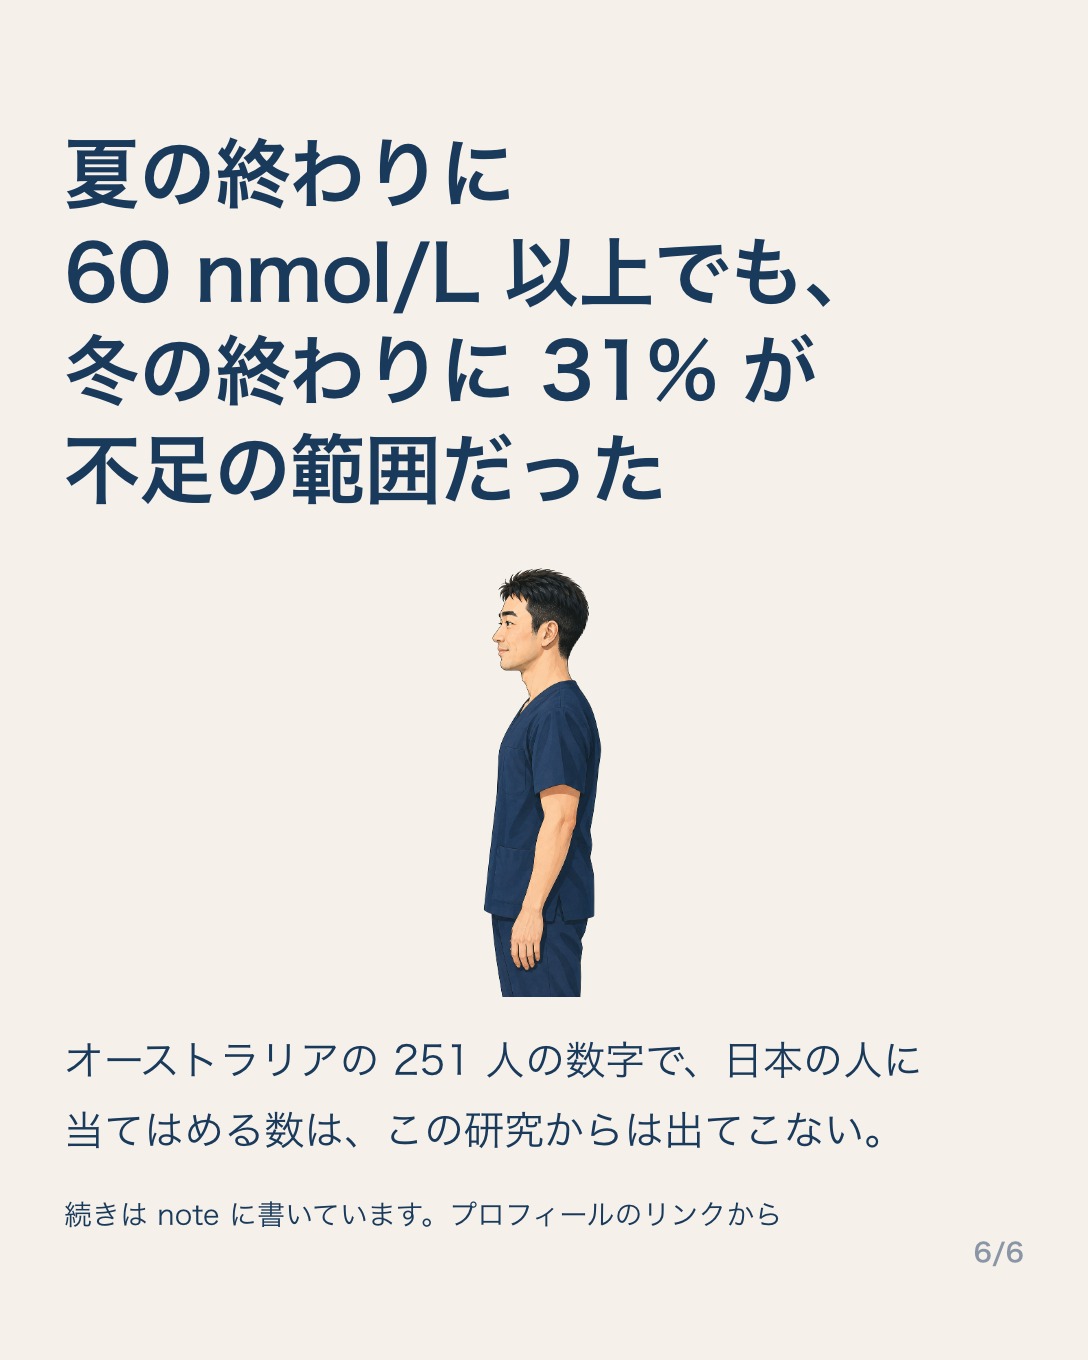 夏の終わりに
60 nmol/L 以上でも、
冬の終わりに 31% が
不足の範囲だった
オーストラリアの 251 人の数字で、日本の人に
当てはめる数は、この研究からは出てこない。
続きは note に書いています。プロフィールのリンクから
6/6